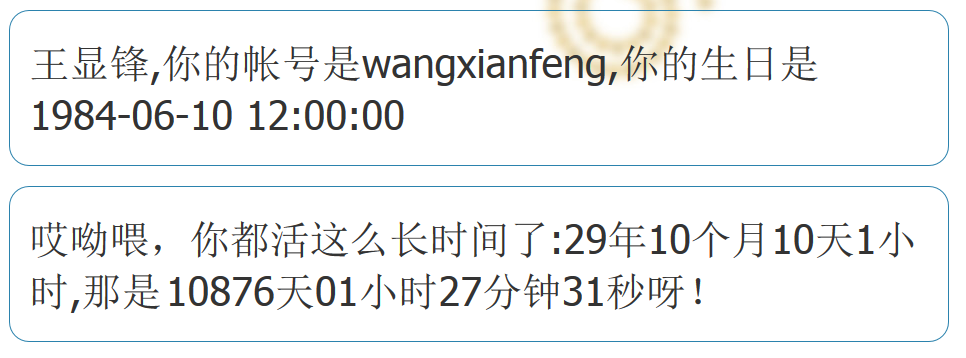 王显锋,你的帐号是wangxianfeng,你的生日是
1984-06-10 12:00:00
哎呦喂，你都活这么长时间了:29年10个月10天1小
时,那是10876天01小时27分钟31秒呀！